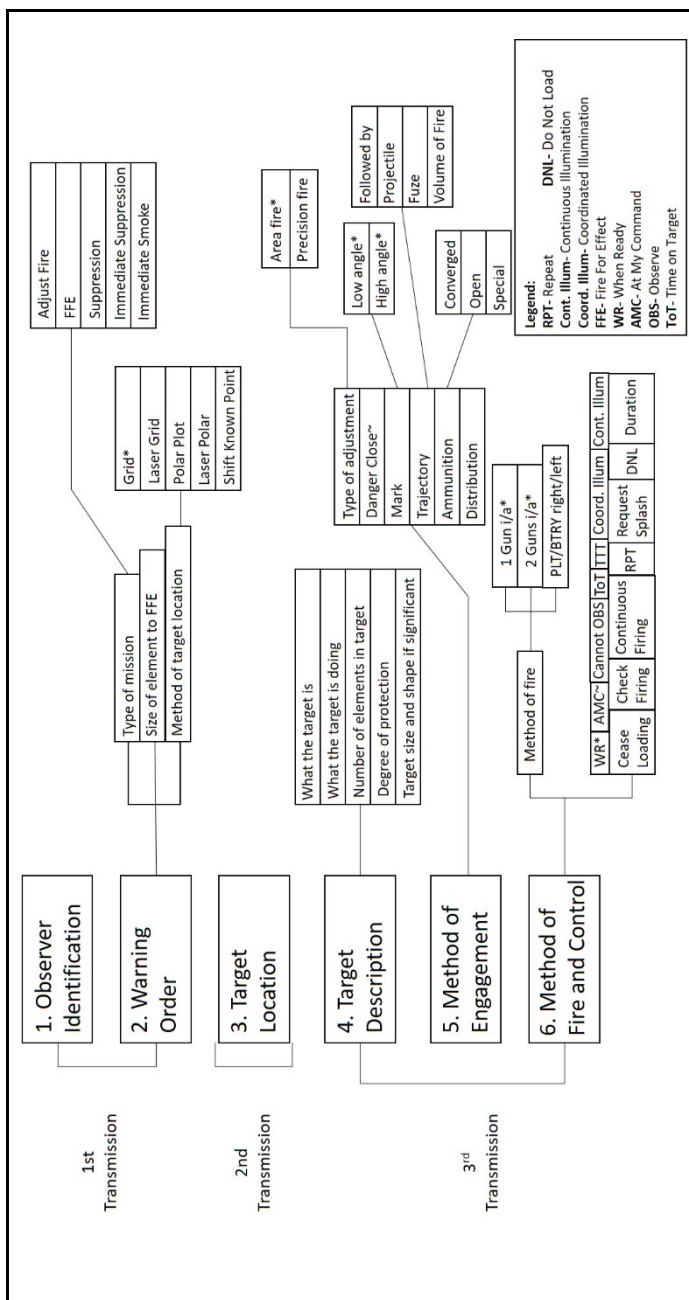 1st
Transmission
1. Observer
Identification
2. Warning
Order
Type of mission
Size of element to FFE
Method of target location
Adjust Fire
FFE
Suppression
Immediate Suppression
Immediate Smoke
Grid*
Laser Grid
Polar Plot
Laser Polar
Shift Known Point
2nd
Transmission
3. Target
Location
3rd
Transmission
4. Target
Description
What the target is
What the target is doing
Number of elements in target
Degree of protection
Target size and shape if significant
5. Method of
Engagement
Type of adjustment
Danger Close~
Mark
Trajectory
Ammunition
Distribution
Area fire*
Precision fire
Low angle*
High angle*
Followed by
Projectile
Fuze
Volume of Fire
Converged
Open
Special
6. Method of
Fire and Control
Method of fire
1 Gun i/a*
2 Guns i/a*
PLT/BTRY right/left
WR* AMC~ Cannot OBS ToT TTT Coord. Illum Cont. Illum
Cease Loading Check Firing Continuous Firing RPT Request Splash DNL Duration
Legend:
RPT- Repeat DNL- Do Not Load
Cont. Illum- Continuous Illumination
Coord. Illum- Coordinated Illumination
FFE- Fire For Effect
WR- When Ready
AMC- At My Command
OBS- Observe
ToT- Time on Target